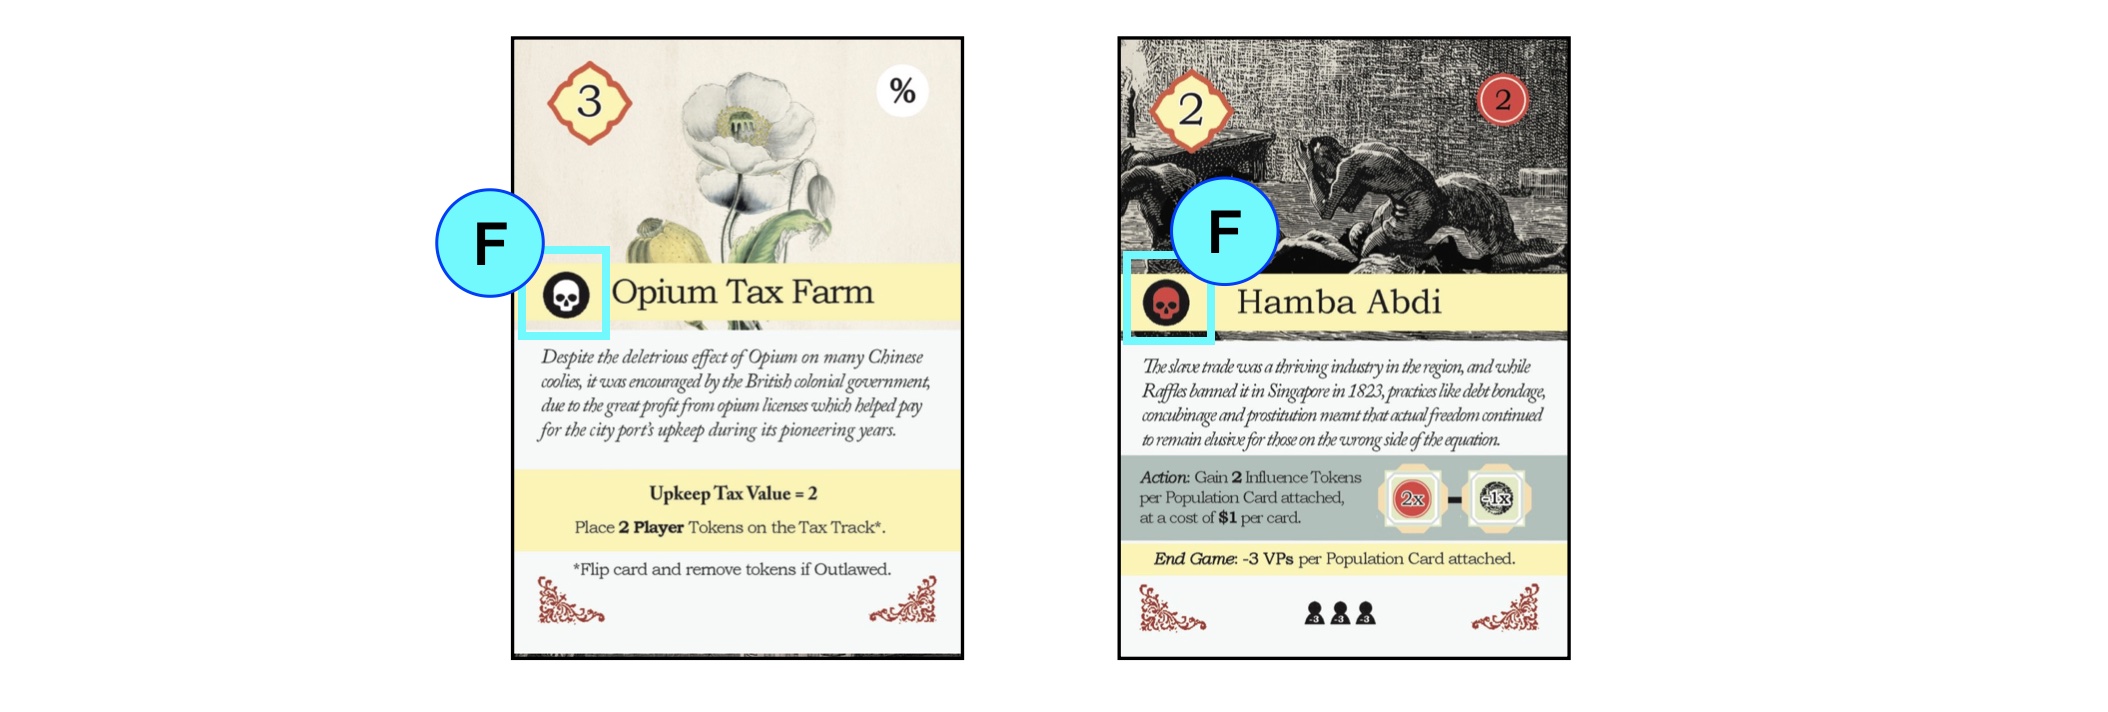 3
%
F
Opium Tax Farm
Despite the deletrious effect of Opium on many Chinese
coolies, it was encouraged by the British colonial government,
due to the great profit from opium licenses which helped pay
for the city port's upkeep during its pioneering years.
Upkeep Tax Value = 2
Place 2 Player Tokens on the Tax Track*.
*Flip card and remove tokens if Outlawed.
2
2
F
Hamba Abdi
The slave trade was a thriving industry in the region, and while
Raffles banned it in Singapore in 1823, practices like debt bondage,
concubinage and prostitution meant that actual freedom continued
to remain elusive for those on the wrong side of the equation.
Action: Gain 2 Influence Tokens
per Population Card attached,
at a cost of $1 per card.
2x
-1x
End Game: -3 VPs per Population Card attached.
-3 -3 -3